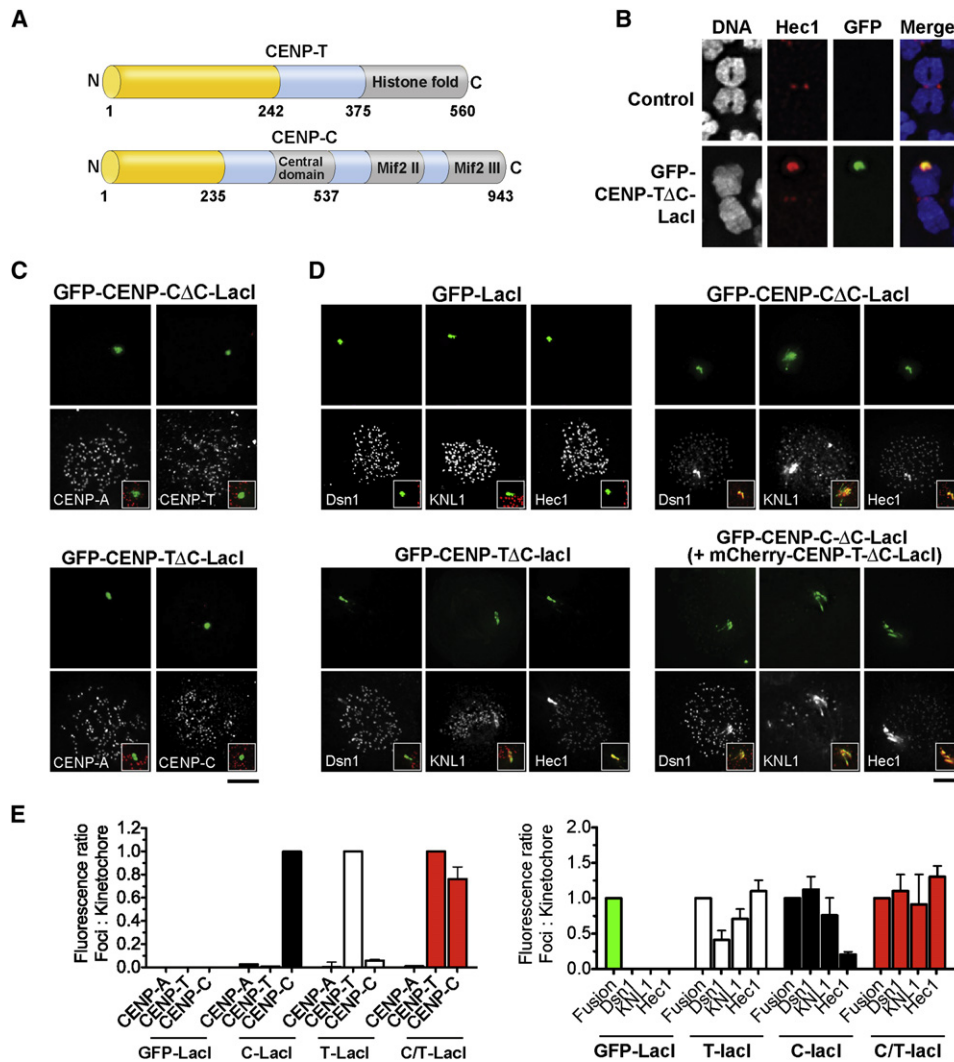 A
CENP-T
N
Histone fold
C
1
242
375
560
CENP-C
N
Central
domain
Mif2 II
Mif2 III
C
1
235
537
943
B
DNA
Hec1
GFP
Merge
Control
GFP-
CENP-TΔC-
LacI
C
GFP-CENP-CΔC-LacI
CENP-A
CENP-T
GFP-CENP-TΔC-LacI
CENP-A
CENP-C
D
GFP-LacI
Dsn1
KNL1
Hec1
GFP-CENP-CΔC-LacI
Dsn1
KNL1
Hec1
GFP-CENP-TΔC-lacI
Dsn1
KNL1
Hec1
GFP-CENP-C-ΔC-LacI
(+ mCherry-CENP-T-ΔC-LacI)
Dsn1
KNL1
Hec1
E
Fluorescence ratio
Foci : Kinetochore
1.2
1.0
0.8
0.6
0.4
0.2
0.0
CENP-A
CENP-T
CENP-C
CENP-A
CENP-T
CENP-C
CENP-A
CENP-T
CENP-C
CENP-A
CENP-T
CENP-C
GFP-LacI
C-LacI
T-LacI
C/T-LacI
Fluorescence ratio
Foci : Kinetochore
2.0
1.5
1.0
0.5
0.0
Fusion
Dsn1
KNL1
Hec1
Fusion
Dsn1
KNL1
Hec1
Fusion
Dsn1
KNL1
Hec1
Fusion
Dsn1
KNL1
Hec1
GFP-LacI
T-lacI
C-lacI
C/T-lacI